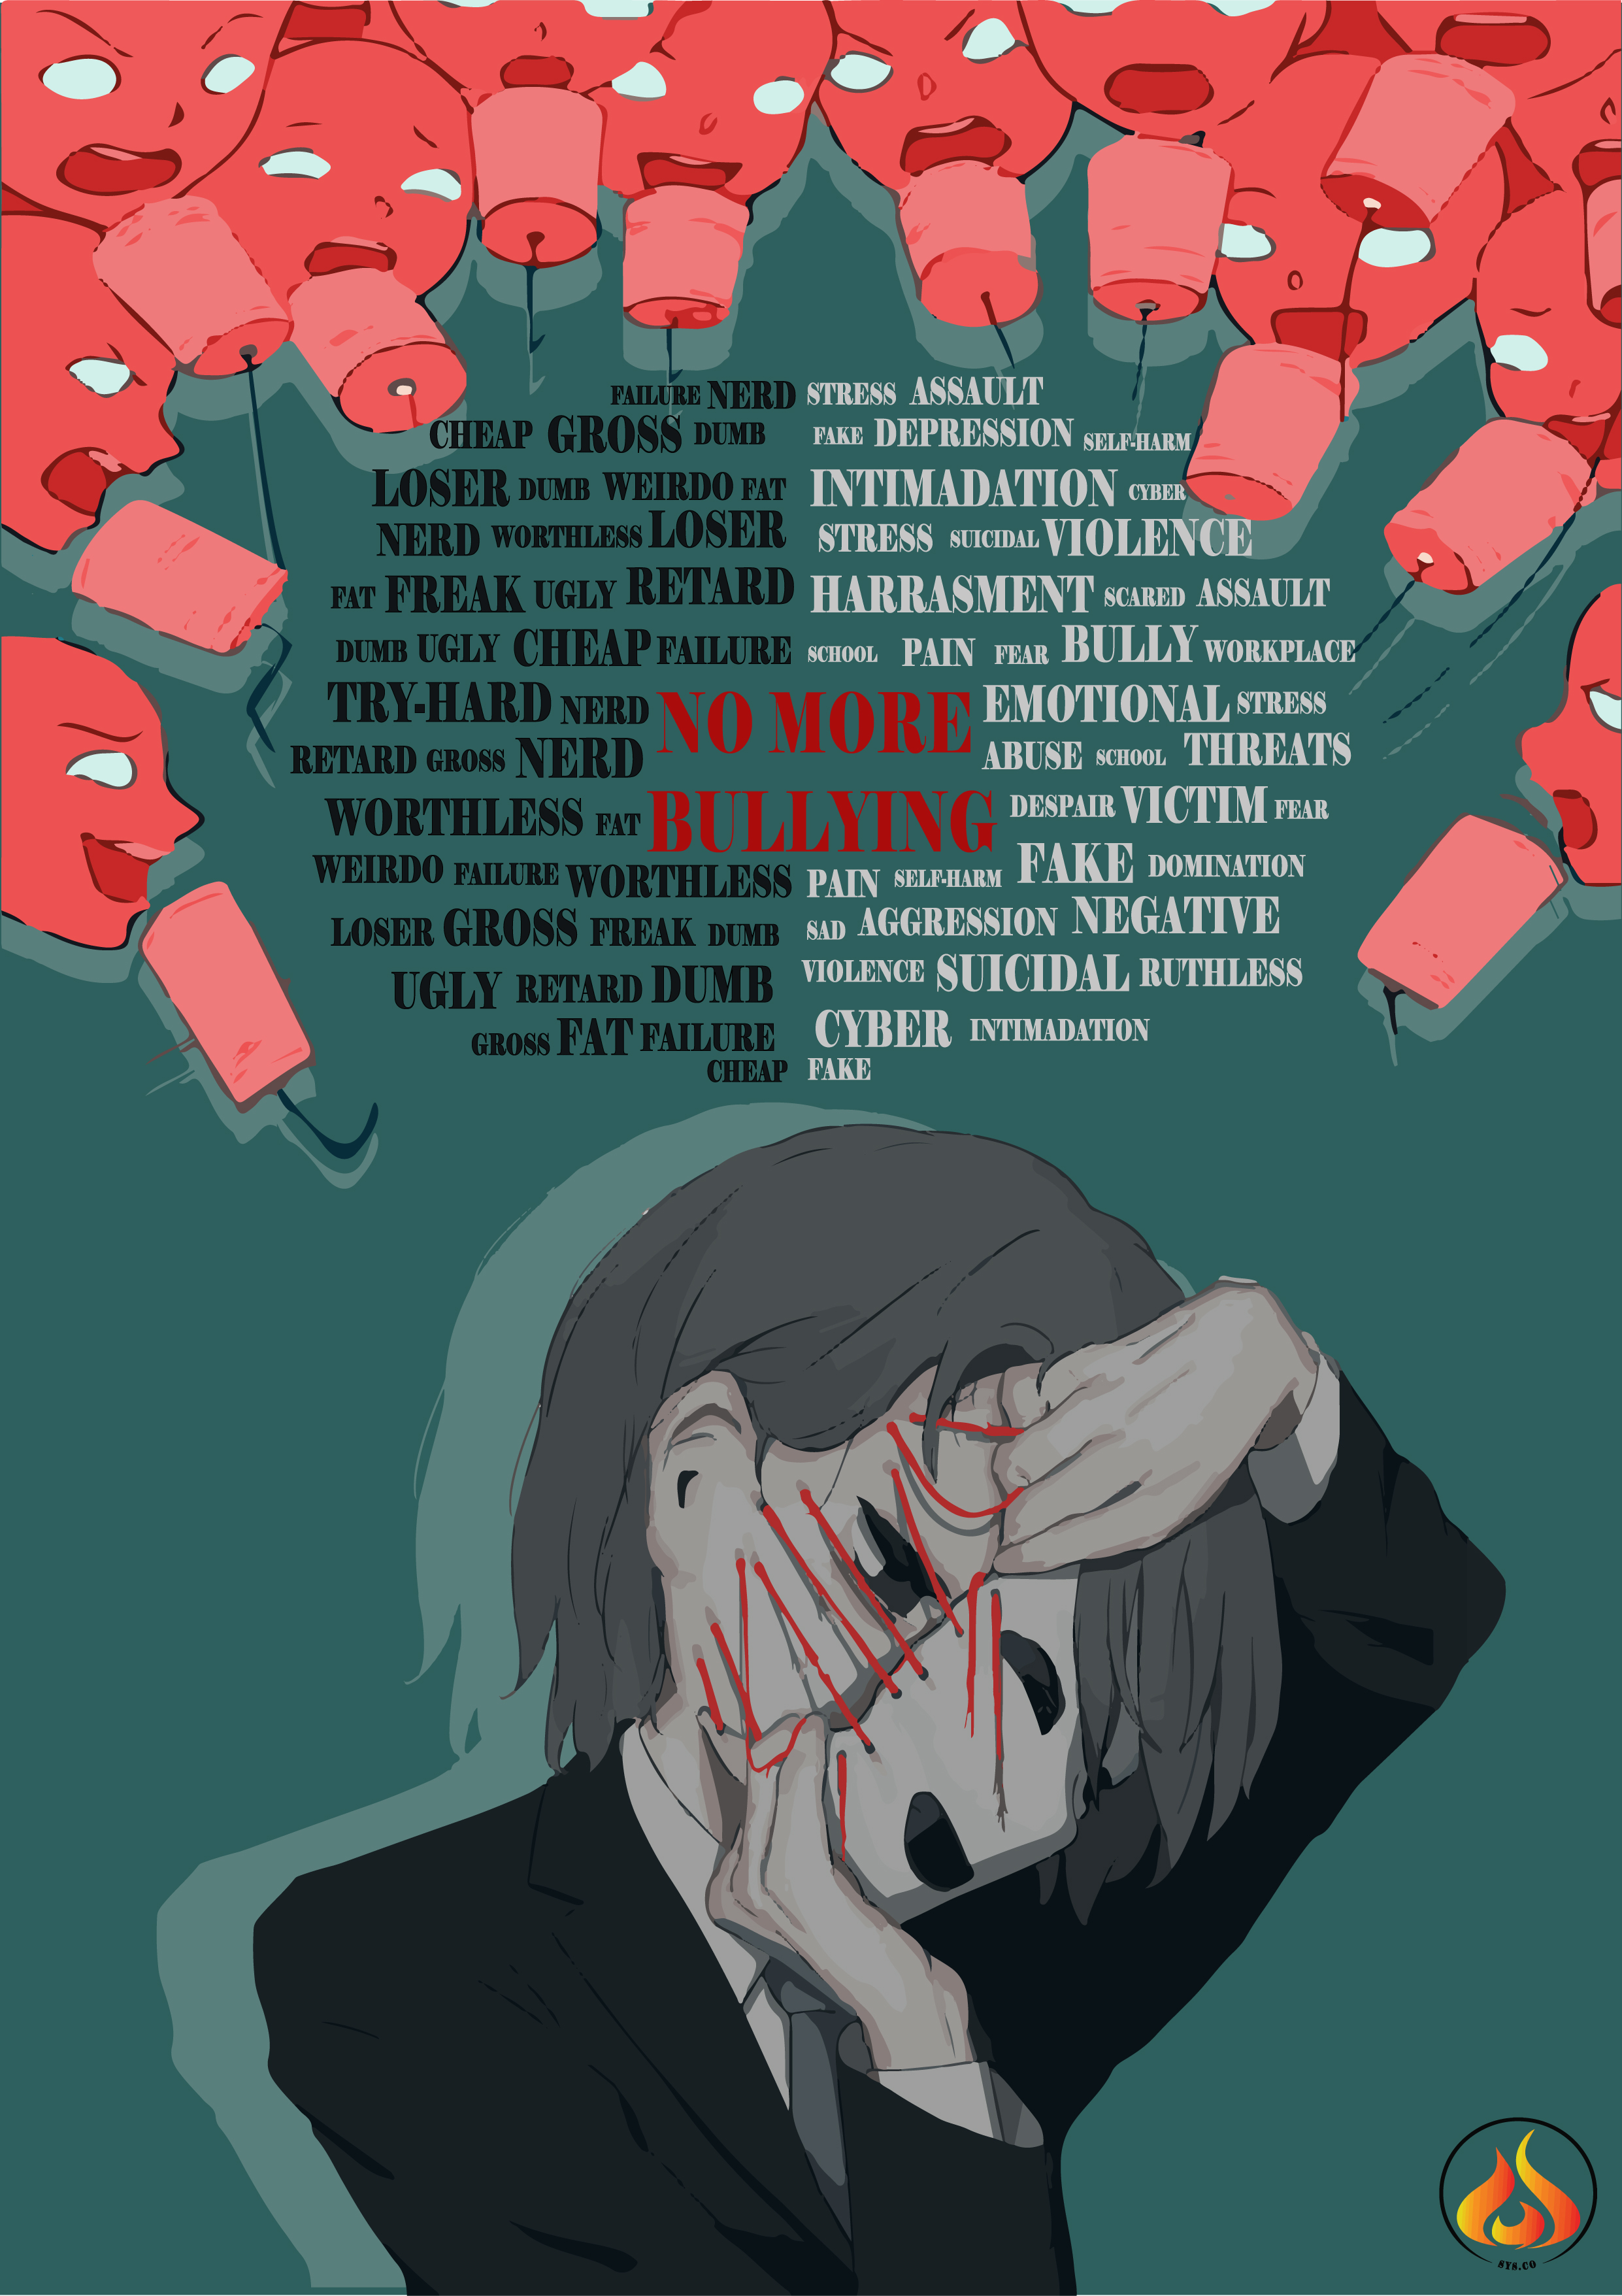 FAILURE NERD STRESS ASSAULT
CHEAP GROSS DUMB FAKE DEPRESSION SELF-HARM
LOSER DUMB WEIRDO FAT INTIMADATION CYBER
NERD WORTHLESS LOSER STRESS SUICIDAL VIOLENCE
FAT FREAK UGLY RETARD HARRASMENT SCARED ASSAULT
DUMB UGLY CHEAP FAILURE SCHOOL PAIN FEAR BULLY WORKPLACE
TRY-HARD NERD NO MORE EMOTIONAL STRESS
RETARD GROSS NERD ABUSE SCHOOL THREATS
WORTHLESS FAT BULLYING DESPAIR VICTIM FEAR
WEIRDO FAILURE WORTHLESS PAIN SELF-HARM FAKE DOMINATION
LOSER GROSS FREAK DUMB SAD AGGRESSION NEGATIVE
UGLY RETARD DUMB VIOLENCE SUICIDAL RUTHLESS
GROSS FAT FAILURE CYBER INTIMADATION
CHEAP FAKE
SYS.CO